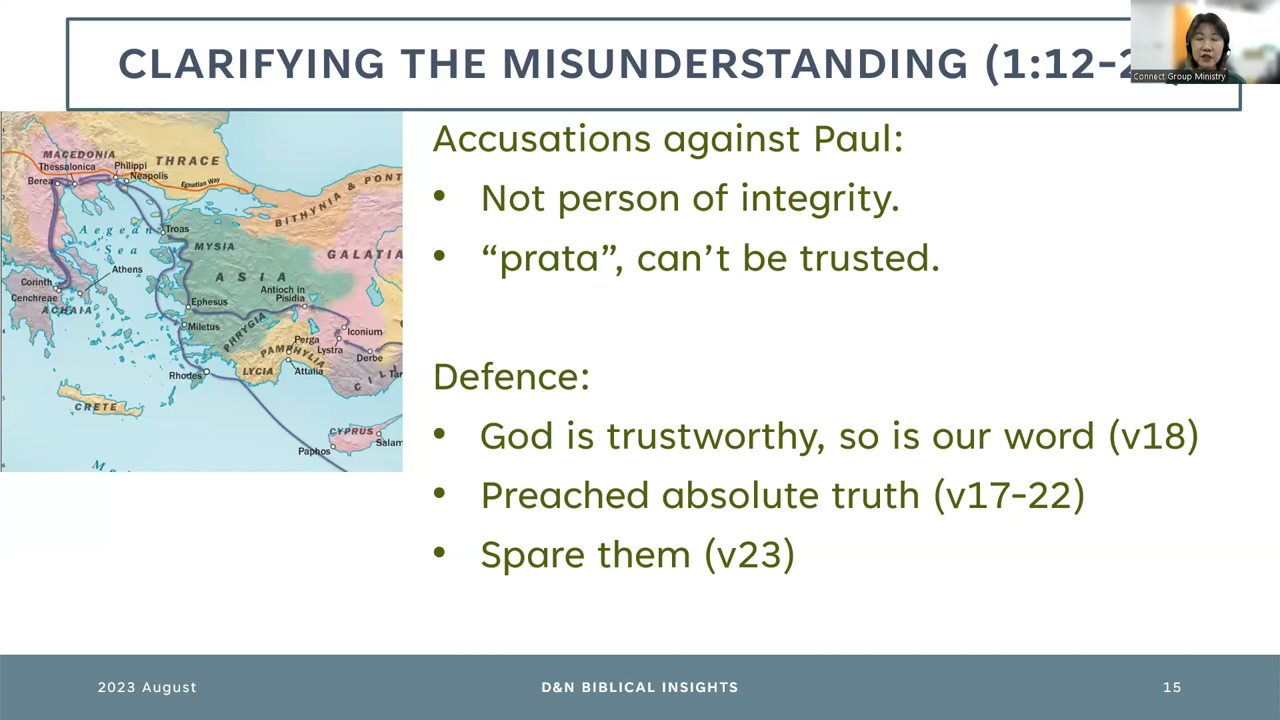 CLARIFYING THE MISUNDERSTANDING (1:12-2
Connect Group Ministry
Accusations against Paul:
• Not person of integrity.
• “prata”, can’t be trusted.
Defence:
• God is trustworthy, so is our word (v18)
• Preached absolute truth (v17-22)
• Spare them (v23)
MACEDONIA
THRACE
Philippi
Thessalonica
Neapolis
Berea
Egnatian Way
BITHYNIA & PONT
Aegean
Sea
Troas
MYSIA
GALATIA
ASIA
Athens
Antioch in
Pisidia
Corinth
Cenchreae
ACHAIA
Ephesus
Miletus
PHRYGIA
Iconium
Perga
Lystra
PAMPHYLIA
Derbe
LYCIA
Attalia
CIL
Tar
Rhodes
CRETE
CYPRUS
Salam
Paphos
Me
2023 August
D&N BIBLICAL INSIGHTS
15